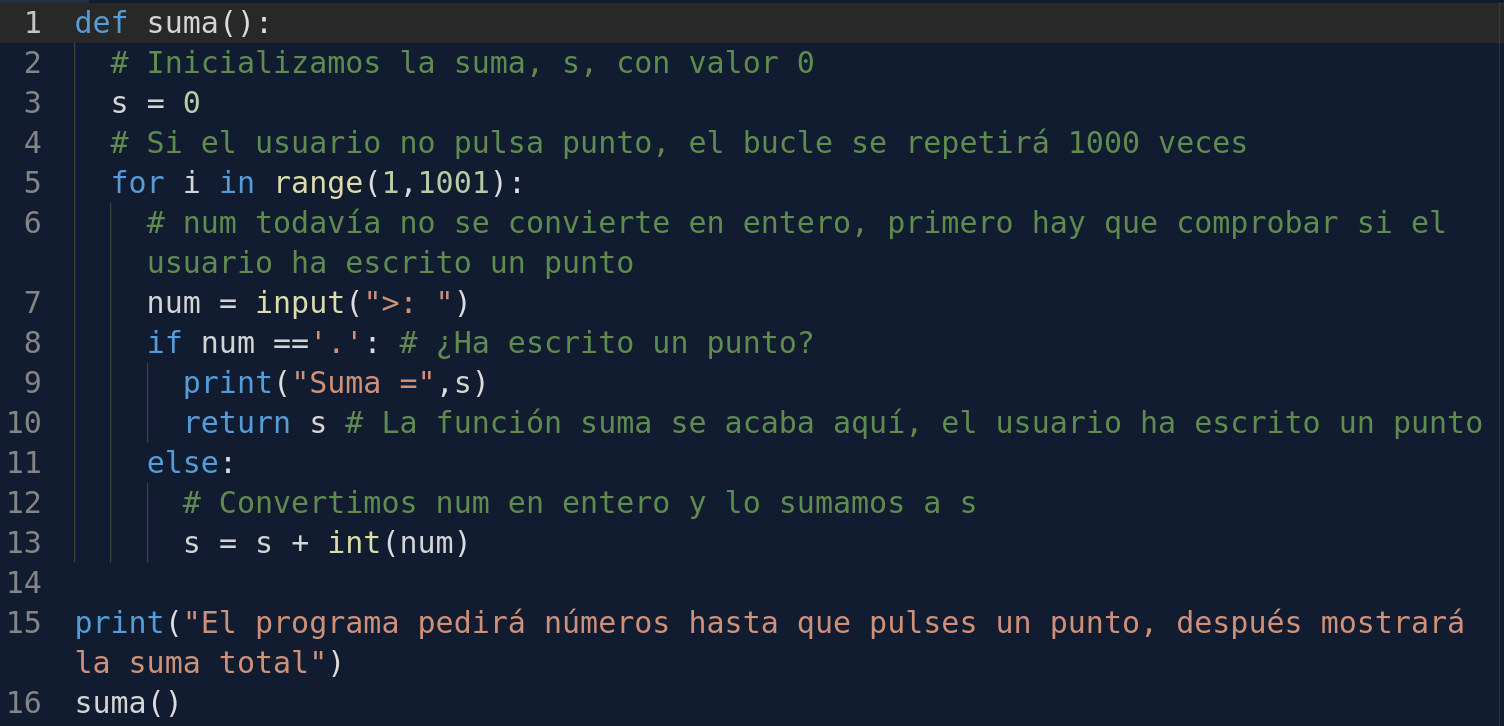 1 def suma():
2 # Inicializamos la suma, s, con valor 0
3 s = 0
4 # Si el usuario no pulsa punto, el bucle se repetirá 1000 veces
5 for i in range(1,1001):
6 # num todavía no se convierte en entero, primero hay que comprobar si el
usuario ha escrito un punto
7 num = input(">: ")
8 if num =='.': # ¿Ha escrito un punto?
9 print("Suma =",s)
10 return s # La función suma se acaba aquí, el usuario ha escrito un punto
11 else:
12 # Convertimos num en entero y lo sumamos a s
13 s = s + int(num)
14
15 print("El programa pedirá números hasta que pulses un punto, después mostrará
la suma total")
16 suma()